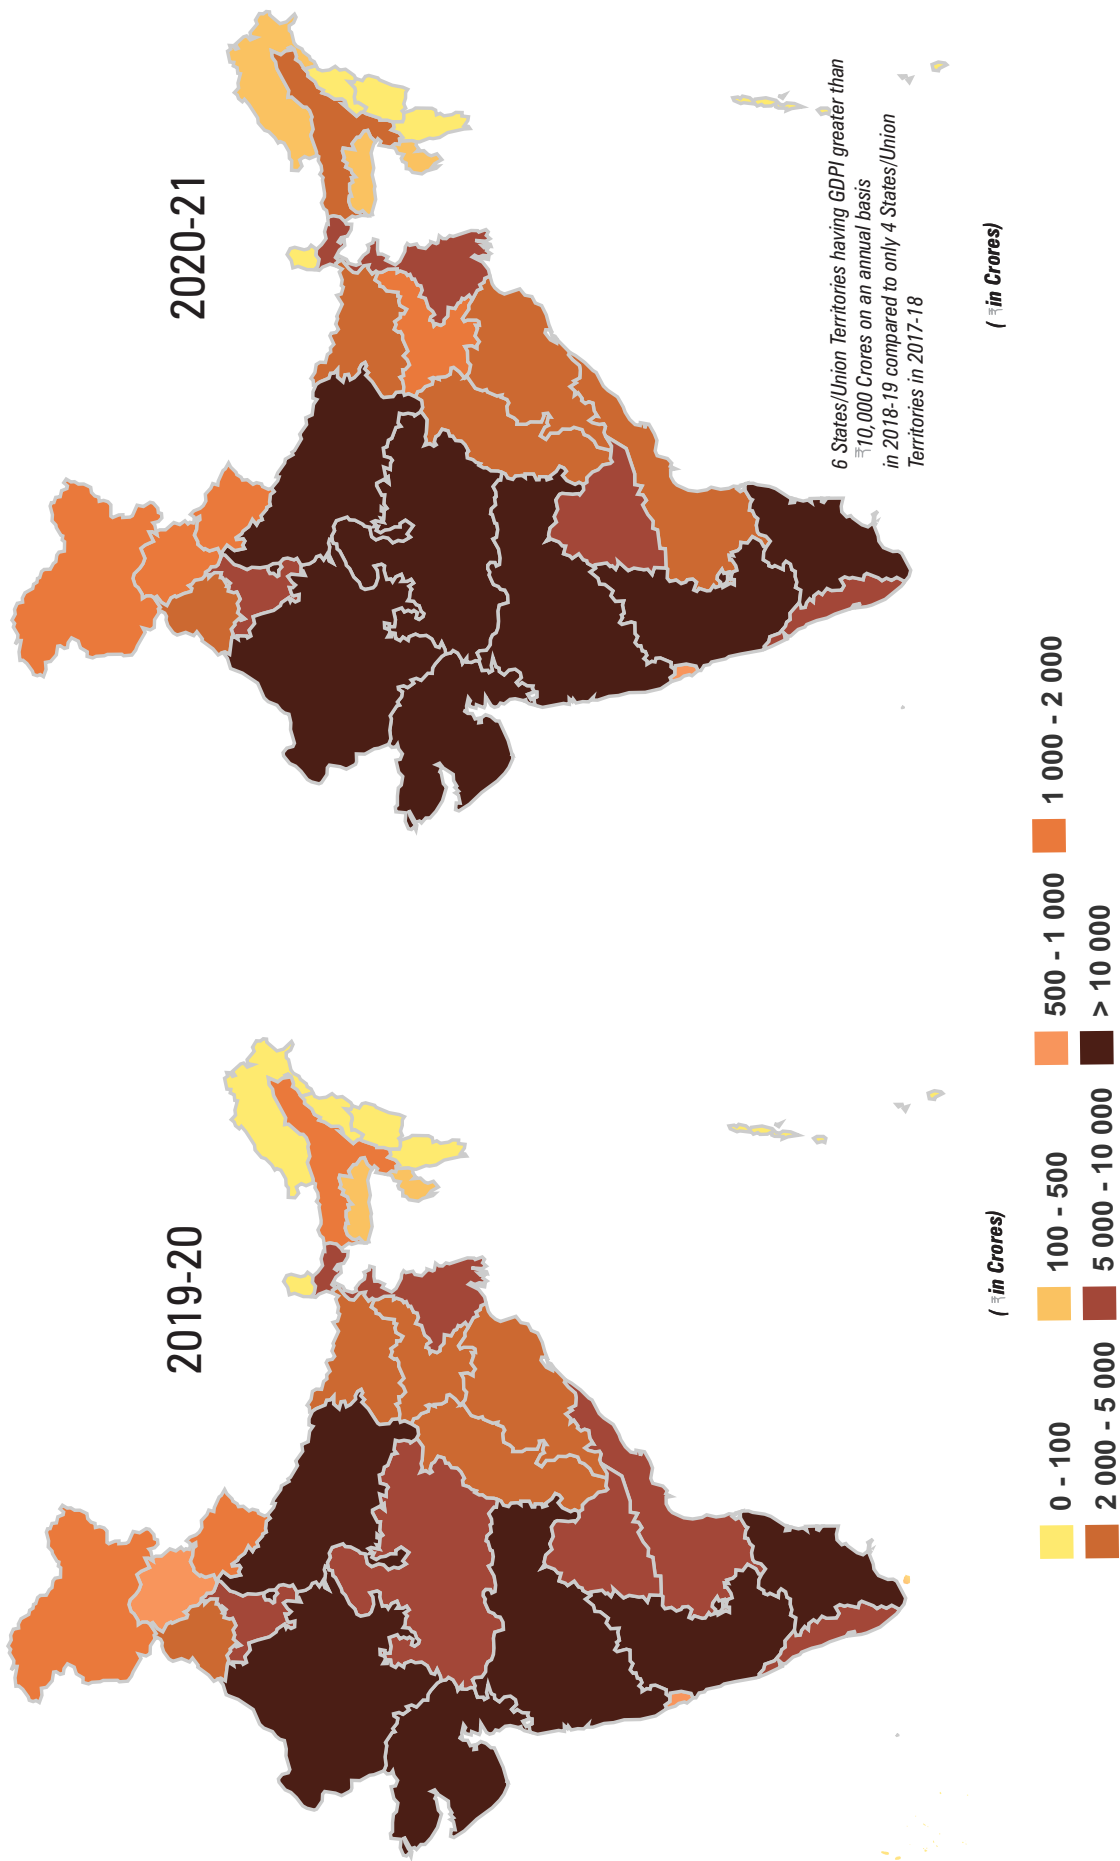 2019-20
2020-21
6 States/Union Territories having GDPI greater than
₹10,000 Crores on an annual basis
in 2018-19 compared to only 4 States/Union
Territories in 2017-18
( ₹in Crores)
( ₹in Crores)
0 - 100
100 - 500
500 - 1 000
1 000 - 2 000
2 000 - 5 000
5 000 - 10 000
> 10 000